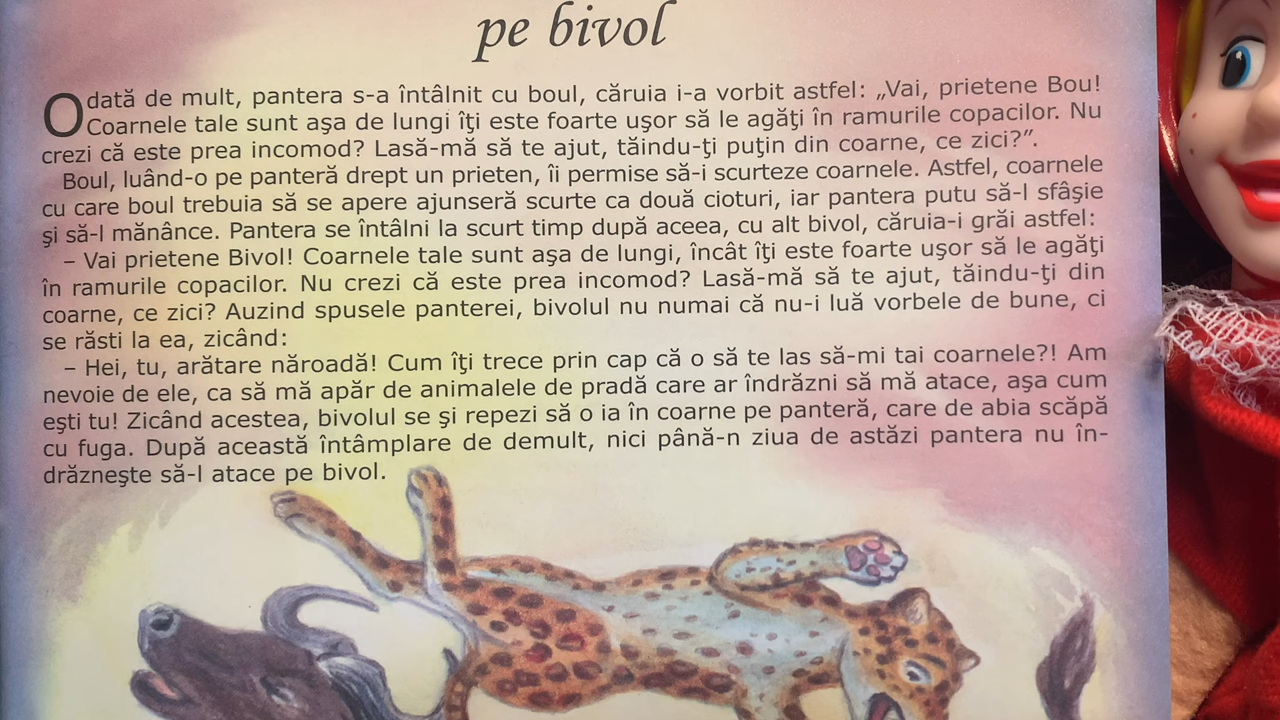 pe bivol
Odată de mult, pantera s-a întâlnit cu boul, căruia i-a vorbit astfel: „Vai, prietene Bou!
Coarnele tale sunt aşa de lungi îţi este foarte uşor să le agăţi în ramurile copacilor. Nu
crezi că este prea incomod? Lasă-mă să te ajut, tăindu-ţi puţin din coarne, ce zici?”.
Boul, luând-o pe panteră drept un prieten, îi permise să-i scurteze coarnele. Astfel, coarnele
cu care boul trebuia să se apere ajunseră scurte ca două cioturi, iar pantera putu să-l sfâşie
şi să-l mănânce. Pantera se întâlni la scurt timp după aceea, cu alt bivol, căruia-i grăi astfel:
– Vai prietene Bivol! Coarnele tale sunt aşa de lungi, încât îţi este foarte uşor să le agăţi
în ramurile copacilor. Nu crezi că este prea incomod? Lasă-mă să te ajut, tăindu-ţi din
coarne, ce zici? Auzind spusele panterei, bivolul nu numai că nu-i luă vorbele de bune, ci
se răsti la ea, zicând:
– Hei, tu, arătare năroadă! Cum îţi trece prin cap că o să te las să-mi tai coarnele?! Am
nevoie de ele, ca să mă apăr de animalele de pradă care ar îndrăzni să mă atace, aşa cum
eşti tu! Zicând acestea, bivolul se şi repezi să o ia în coarne pe panteră, care de abia scăpă
cu fuga. După această întâmplare de demult, nici până-n ziua de astăzi pantera nu în-
drăzneşte să-l atace pe bivol.